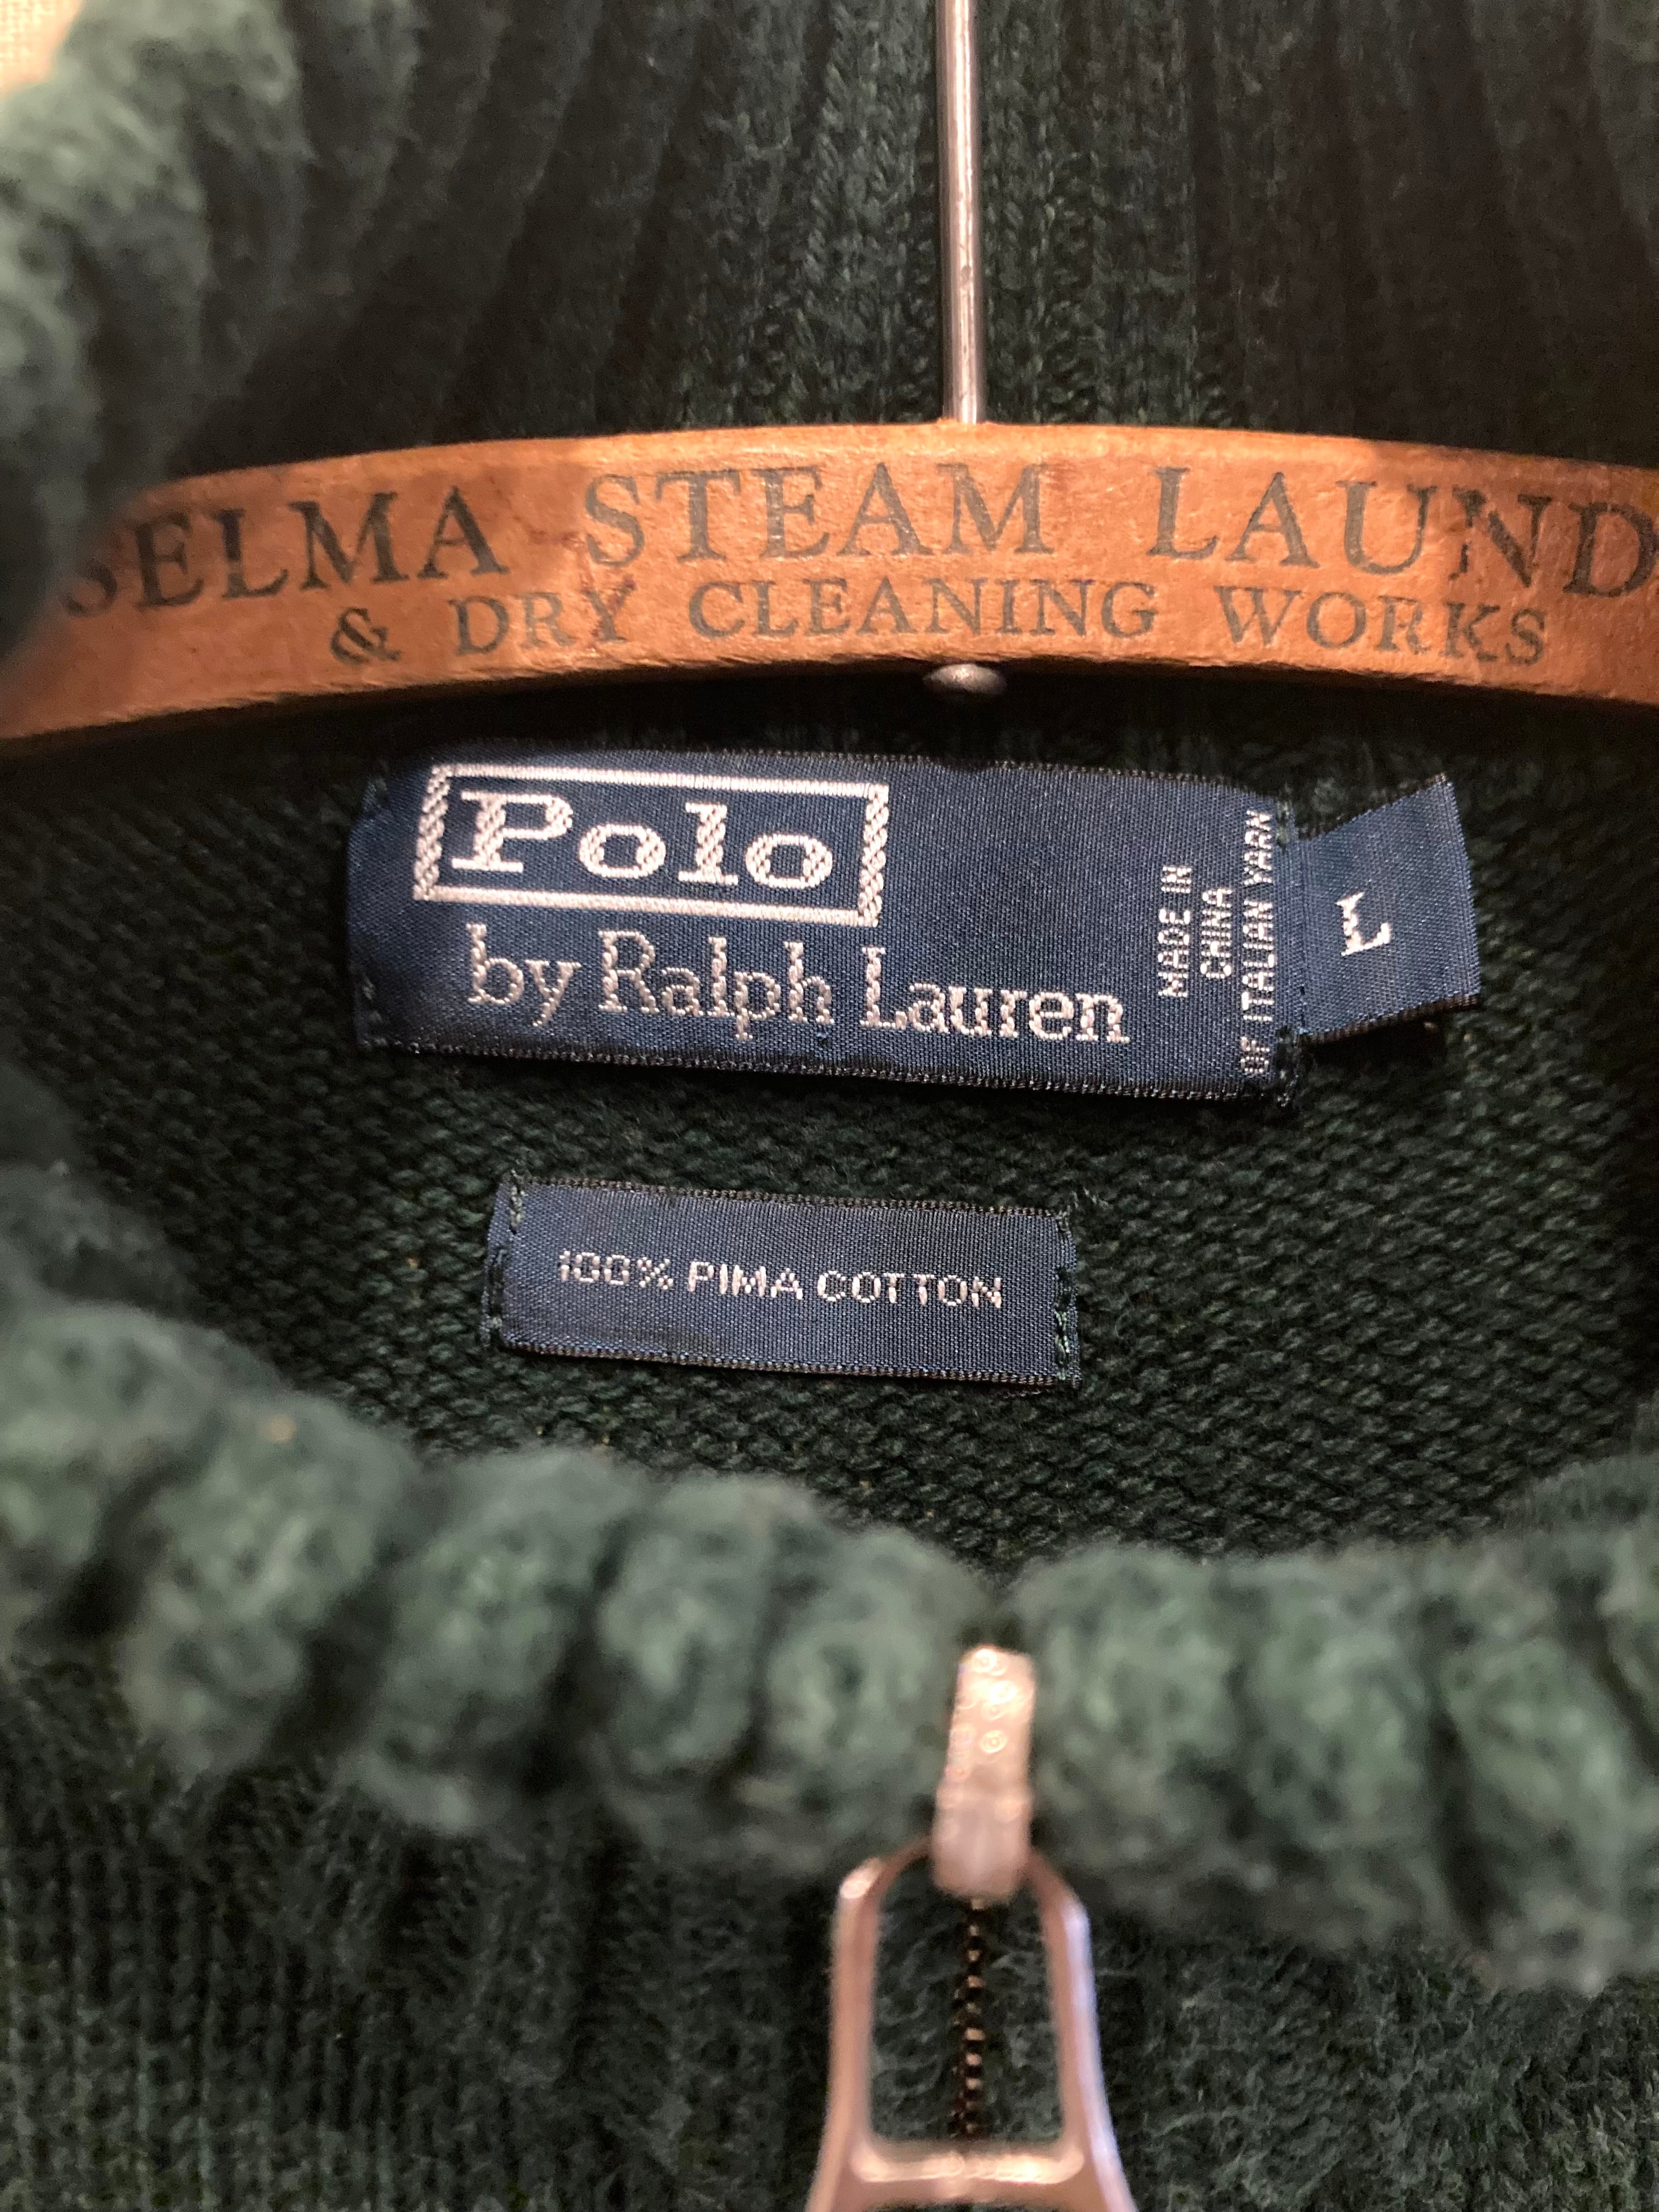 SELMA STEAM LAUND
& DRY CLEANING WORKS
Polo
by Ralph Lauren
MADE IN
CHINA
OF ITALIAN YARN
L
100% PIMA COTTON